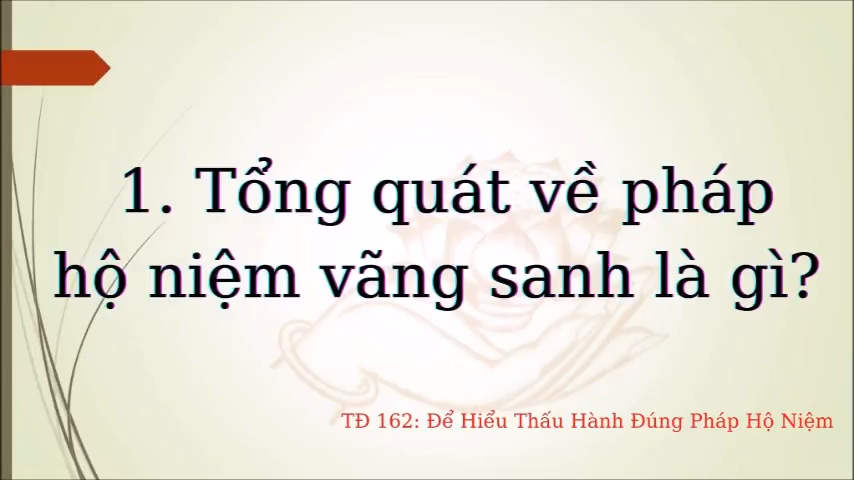 1. Tổng quát về pháp
hộ niệm vãng sanh là gì?
TĐ 162: Để Hiểu Thấu Hành Đúng Pháp Hộ Niệm